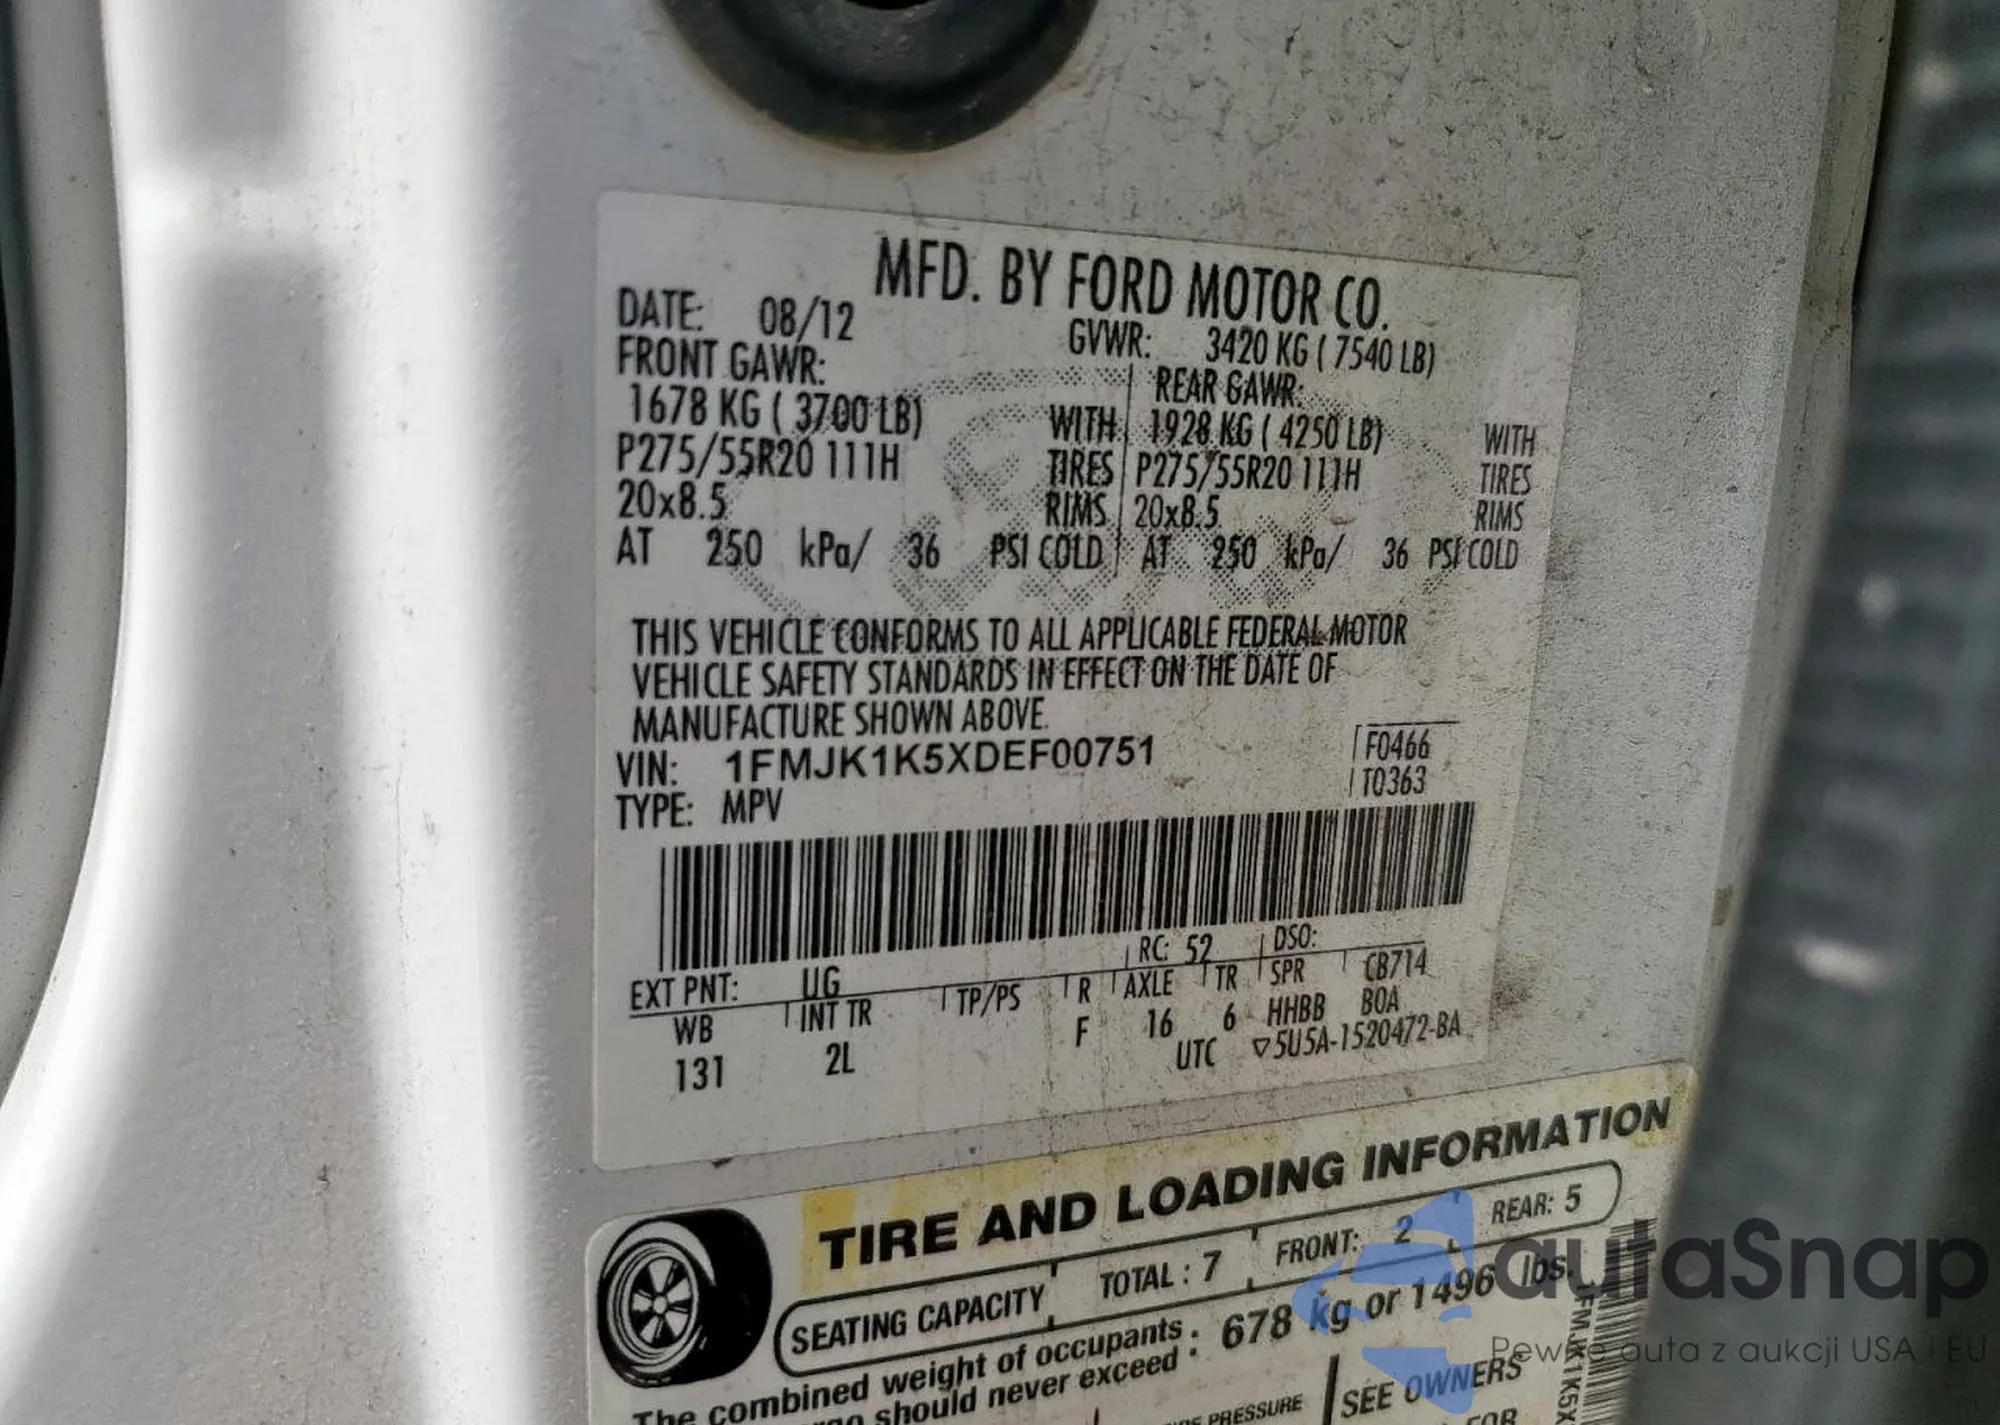 MFD. BY FORD MOTOR CO.
DATE: 08/12 GVWR: 3420 KG ( 7540 LB)
FRONT GAWR: REAR GAWR:
1678 KG ( 3700 LB) WITH 1928 KG ( 4250 LB) WITH
P275/55R20 111H TIRES P275/55R20 111H TIRES
20x8.5 RIMS 20x8.5 RIMS
AT 250 kPa/ 36 PSI COLD AT 250 kPa/ 36 PSI COLD
THIS VEHICLE CONFORMS TO ALL APPLICABLE FEDERAL MOTOR
VEHICLE SAFETY STANDARDS IN EFFECT ON THE DATE OF
MANUFACTURE SHOWN ABOVE.
VIN: 1FMJK1K5XDEF00751 F0466
TYPE: MPV T0363
RC: 52 DSO:
EXT PNT: UG
WB INT TR TP/PS R AXLE TR SPR CB714
131 2L F 16 6 HHBB BOA
UTC ▽5U5A-1520472-BA
TIRE AND LOADING INFORMATION
SEATING CAPACITY TOTAL : 7 FRONT: 2 REAR: 5
The combined weight of occupants
should never exceed : 678 kg or 1496 lbs.
PRESSURE
SEE OWNERS
FOR
1FMJK1K5X
autaSnap
Pewne auta z aukcji USA i EU